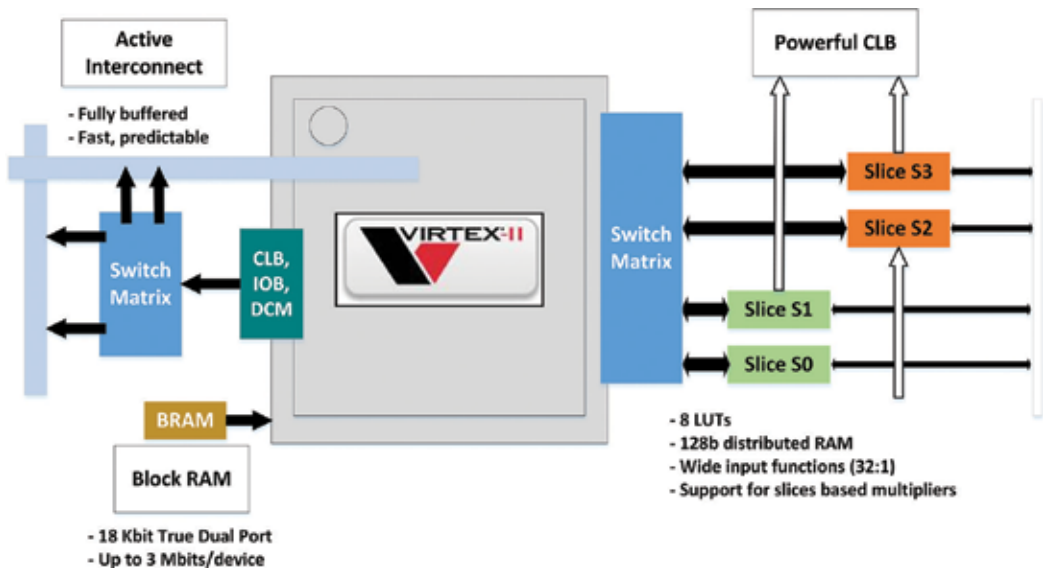 Active
Interconnect
- Fully buffered
- Fast, predictable
Switch
Matrix
CLB,
IOB,
DCM
VIRTEX-II
BRAM
Block RAM
- 18 Kbit True Dual Port
- Up to 3 Mbits/device
Powerful CLB
Switch
Matrix
Slice S3
Slice S2
Slice S1
Slice S0
- 8 LUTs
- 128b distributed RAM
- Wide input functions (32:1)
- Support for slices based multipliers